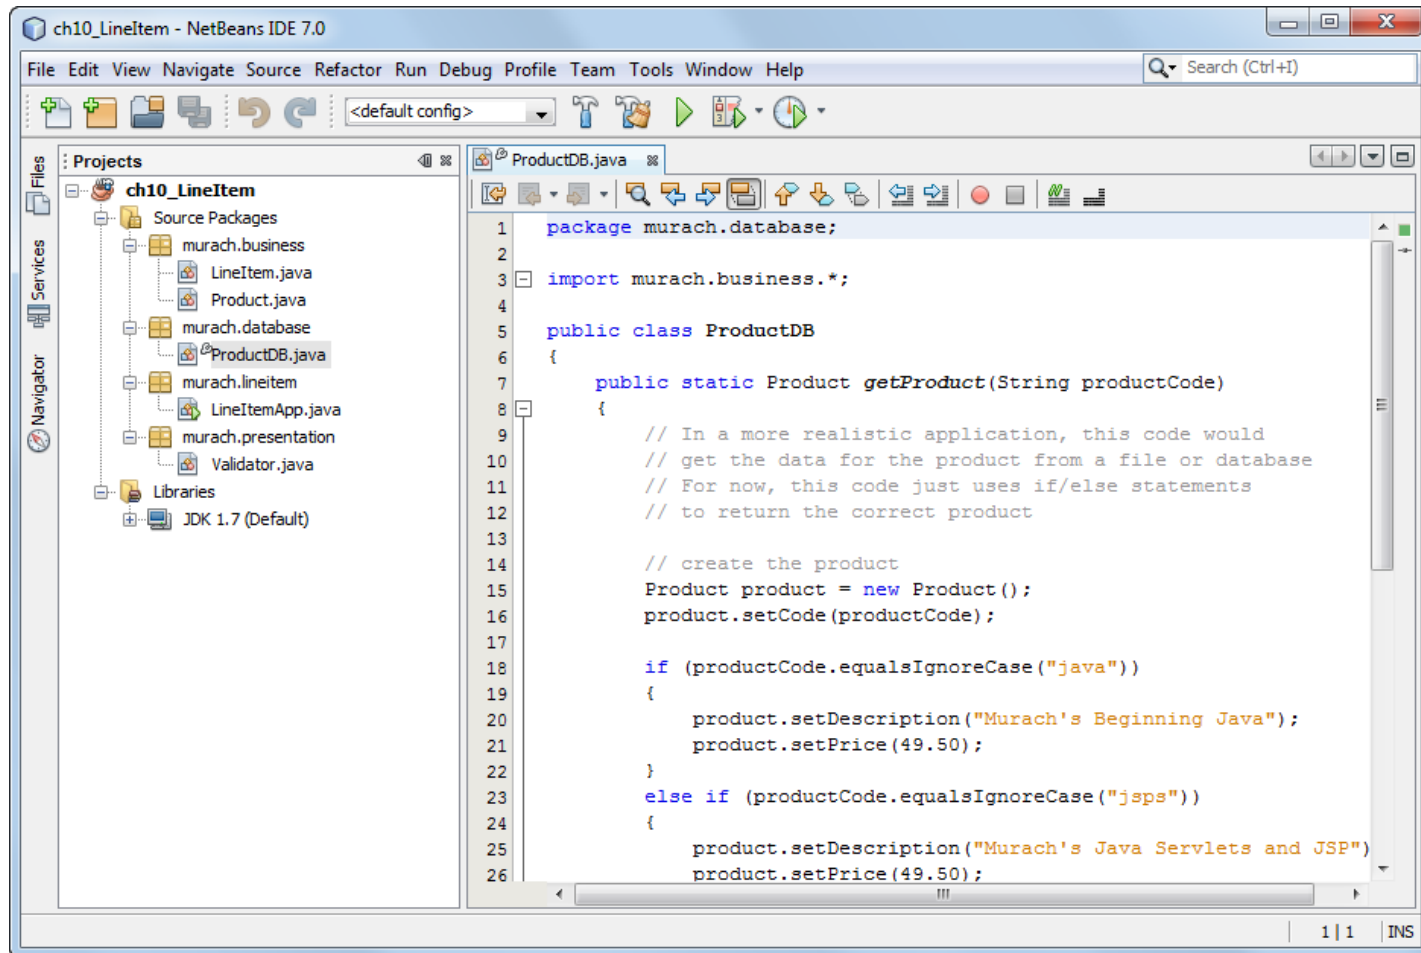 ch10_LineItem - NetBeans IDE 7.0
File Edit View Navigate Source Refactor Run Debug Profile Team Tools Window Help
Search (Ctrl+I)
<default config>
Files
Services
Navigator
Projects
ch10_LineItem
Source Packages
murach.business
LineItem.java
Product.java
murach.database
ProductDB.java
murach.lineitem
LineItemApp.java
murach.presentation
Validator.java
Libraries
JDK 1.7 (Default)
ProductDB.java
1 package murach.database;
2
3 import murach.business.*;
4
5 public class ProductDB
6 {
7 public static Product getProduct(String productCode)
8 {
9 // In a more realistic application, this code would
10 // get the data for the product from a file or database
11 // For now, this code just uses if/else statements
12 // to return the correct product
13
14 // create the product
15 Product product = new Product();
16 product.setCode(productCode);
17
18 if (productCode.equalsIgnoreCase("java"))
19 {
20 product.setDescription("Murach's Beginning Java");
21 product.setPrice(49.50);
22 }
23 else if (productCode.equalsIgnoreCase("jsps"))
24 {
25 product.setDescription("Murach's Java Servlets and JSP")
26 product.setPrice(49.50);
1 | 1 INS